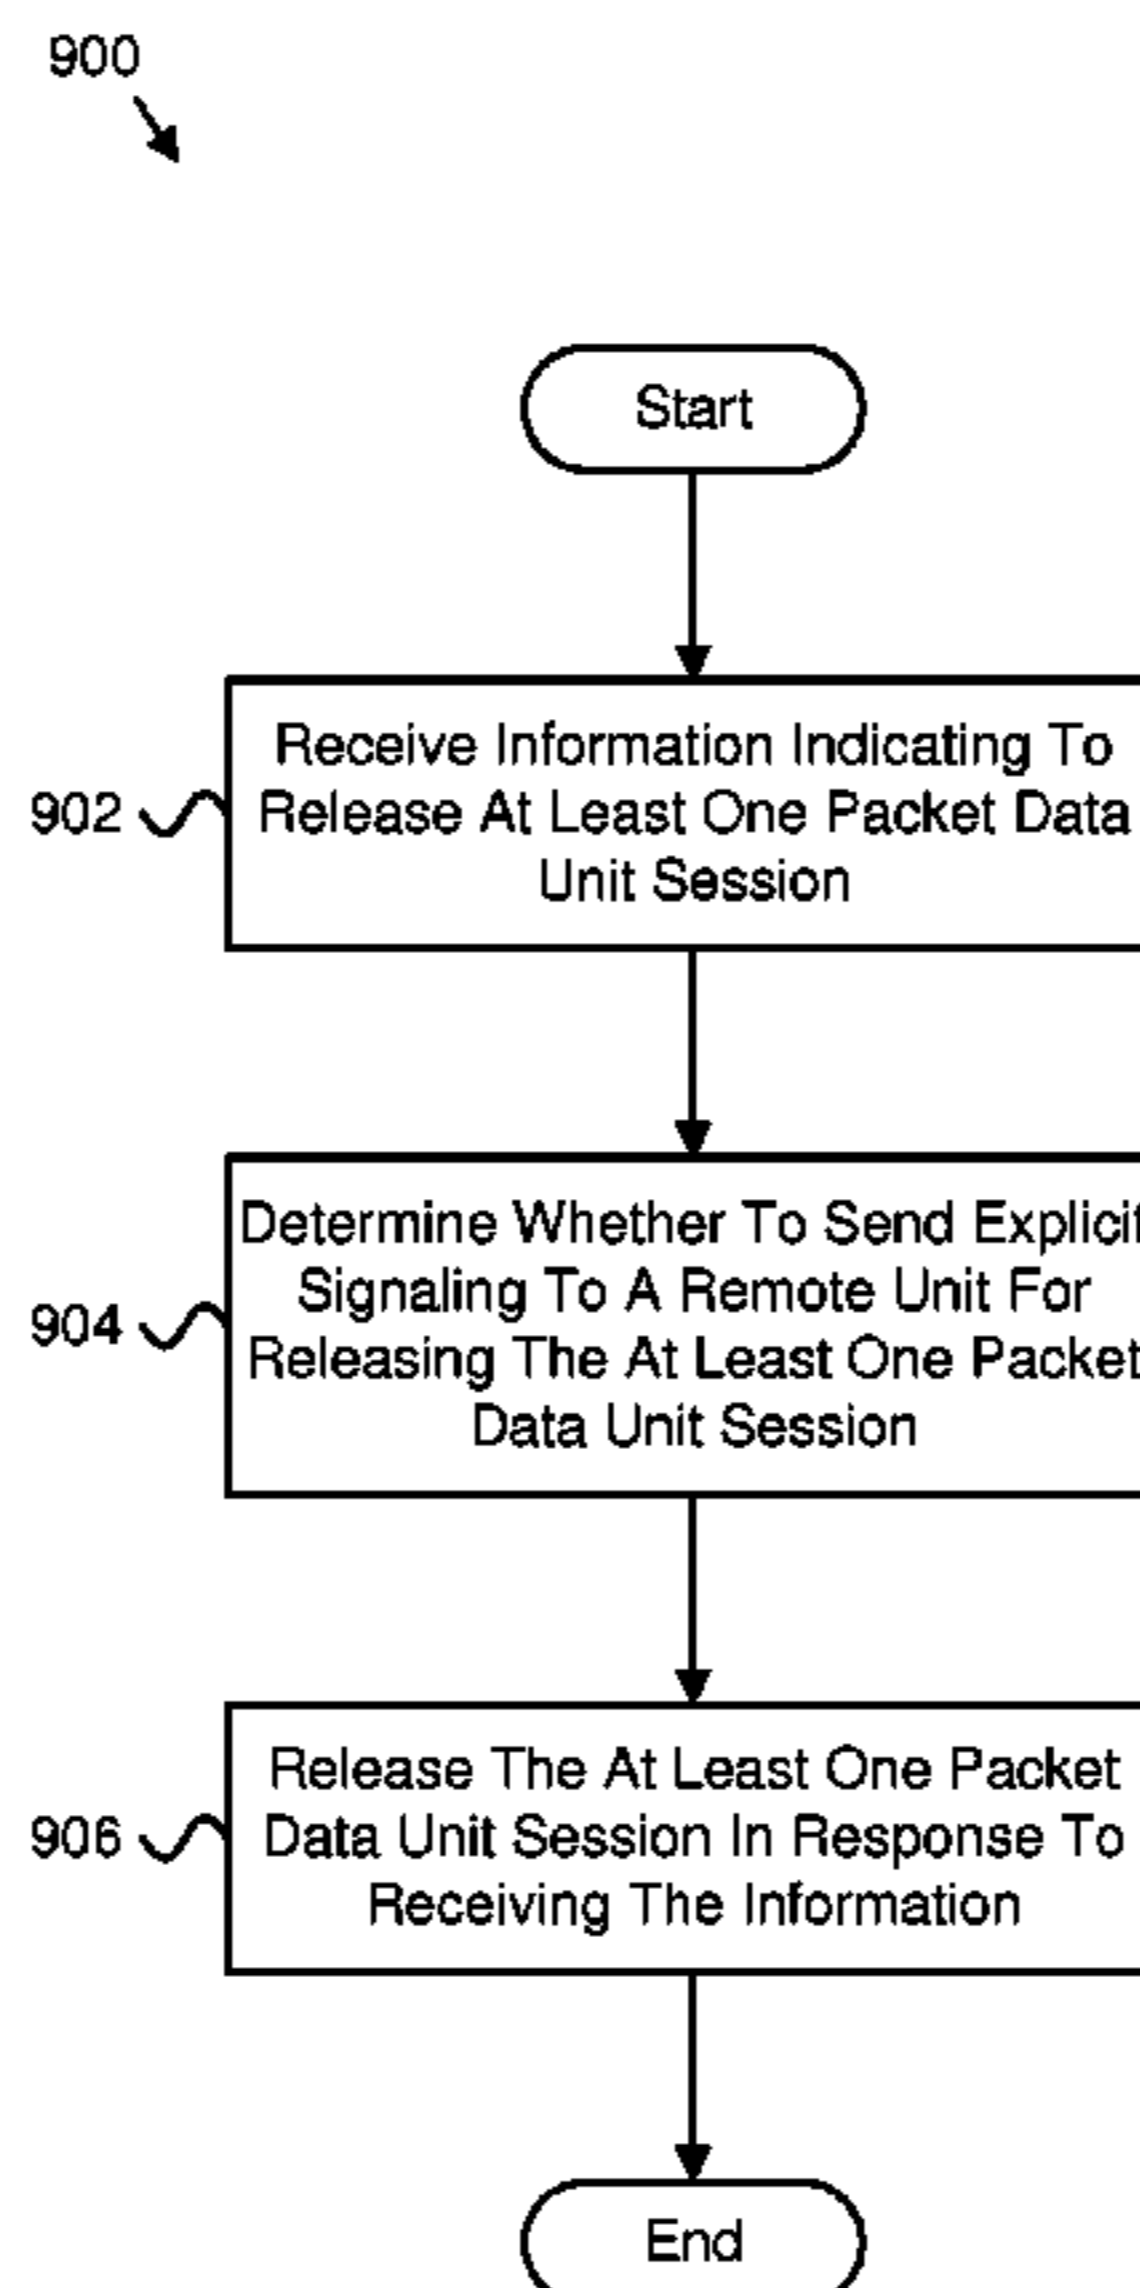 900
Start
902
Receive Information Indicating To
Release At Least One Packet Data
Unit Session
904
Determine Whether To Send Explicit
Signaling To A Remote Unit For
Releasing The At Least One Packet
Data Unit Session
906
Release The At Least One Packet
Data Unit Session In Response To
Receiving The Information
End